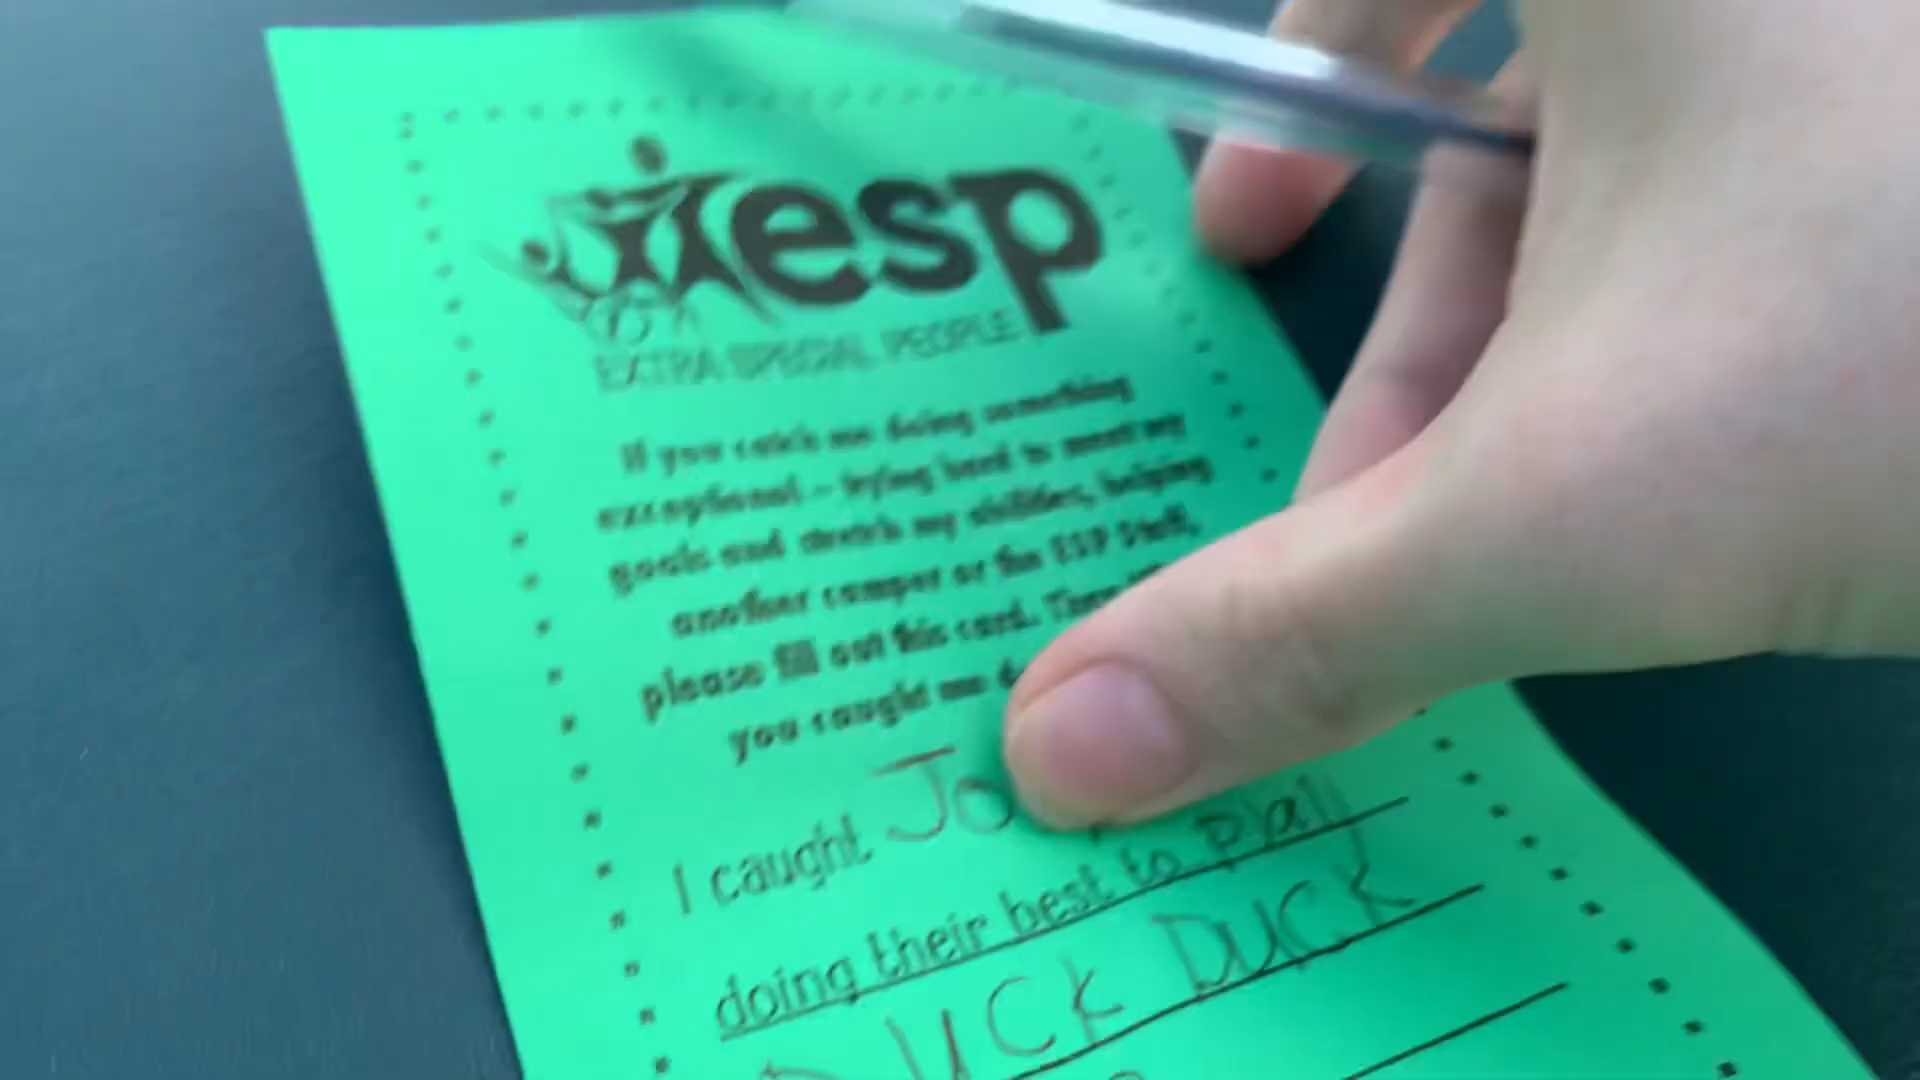 esp
EXTRA SPECIAL PEOPLE
If you catch me doing something
exceptional - trying hard to meet my
goals and stretch my abilities, helping
another camper or the ESP Staff,
please fill out this card.
you caught me
I caught Jo
doing their best to play
DUCK DUCK